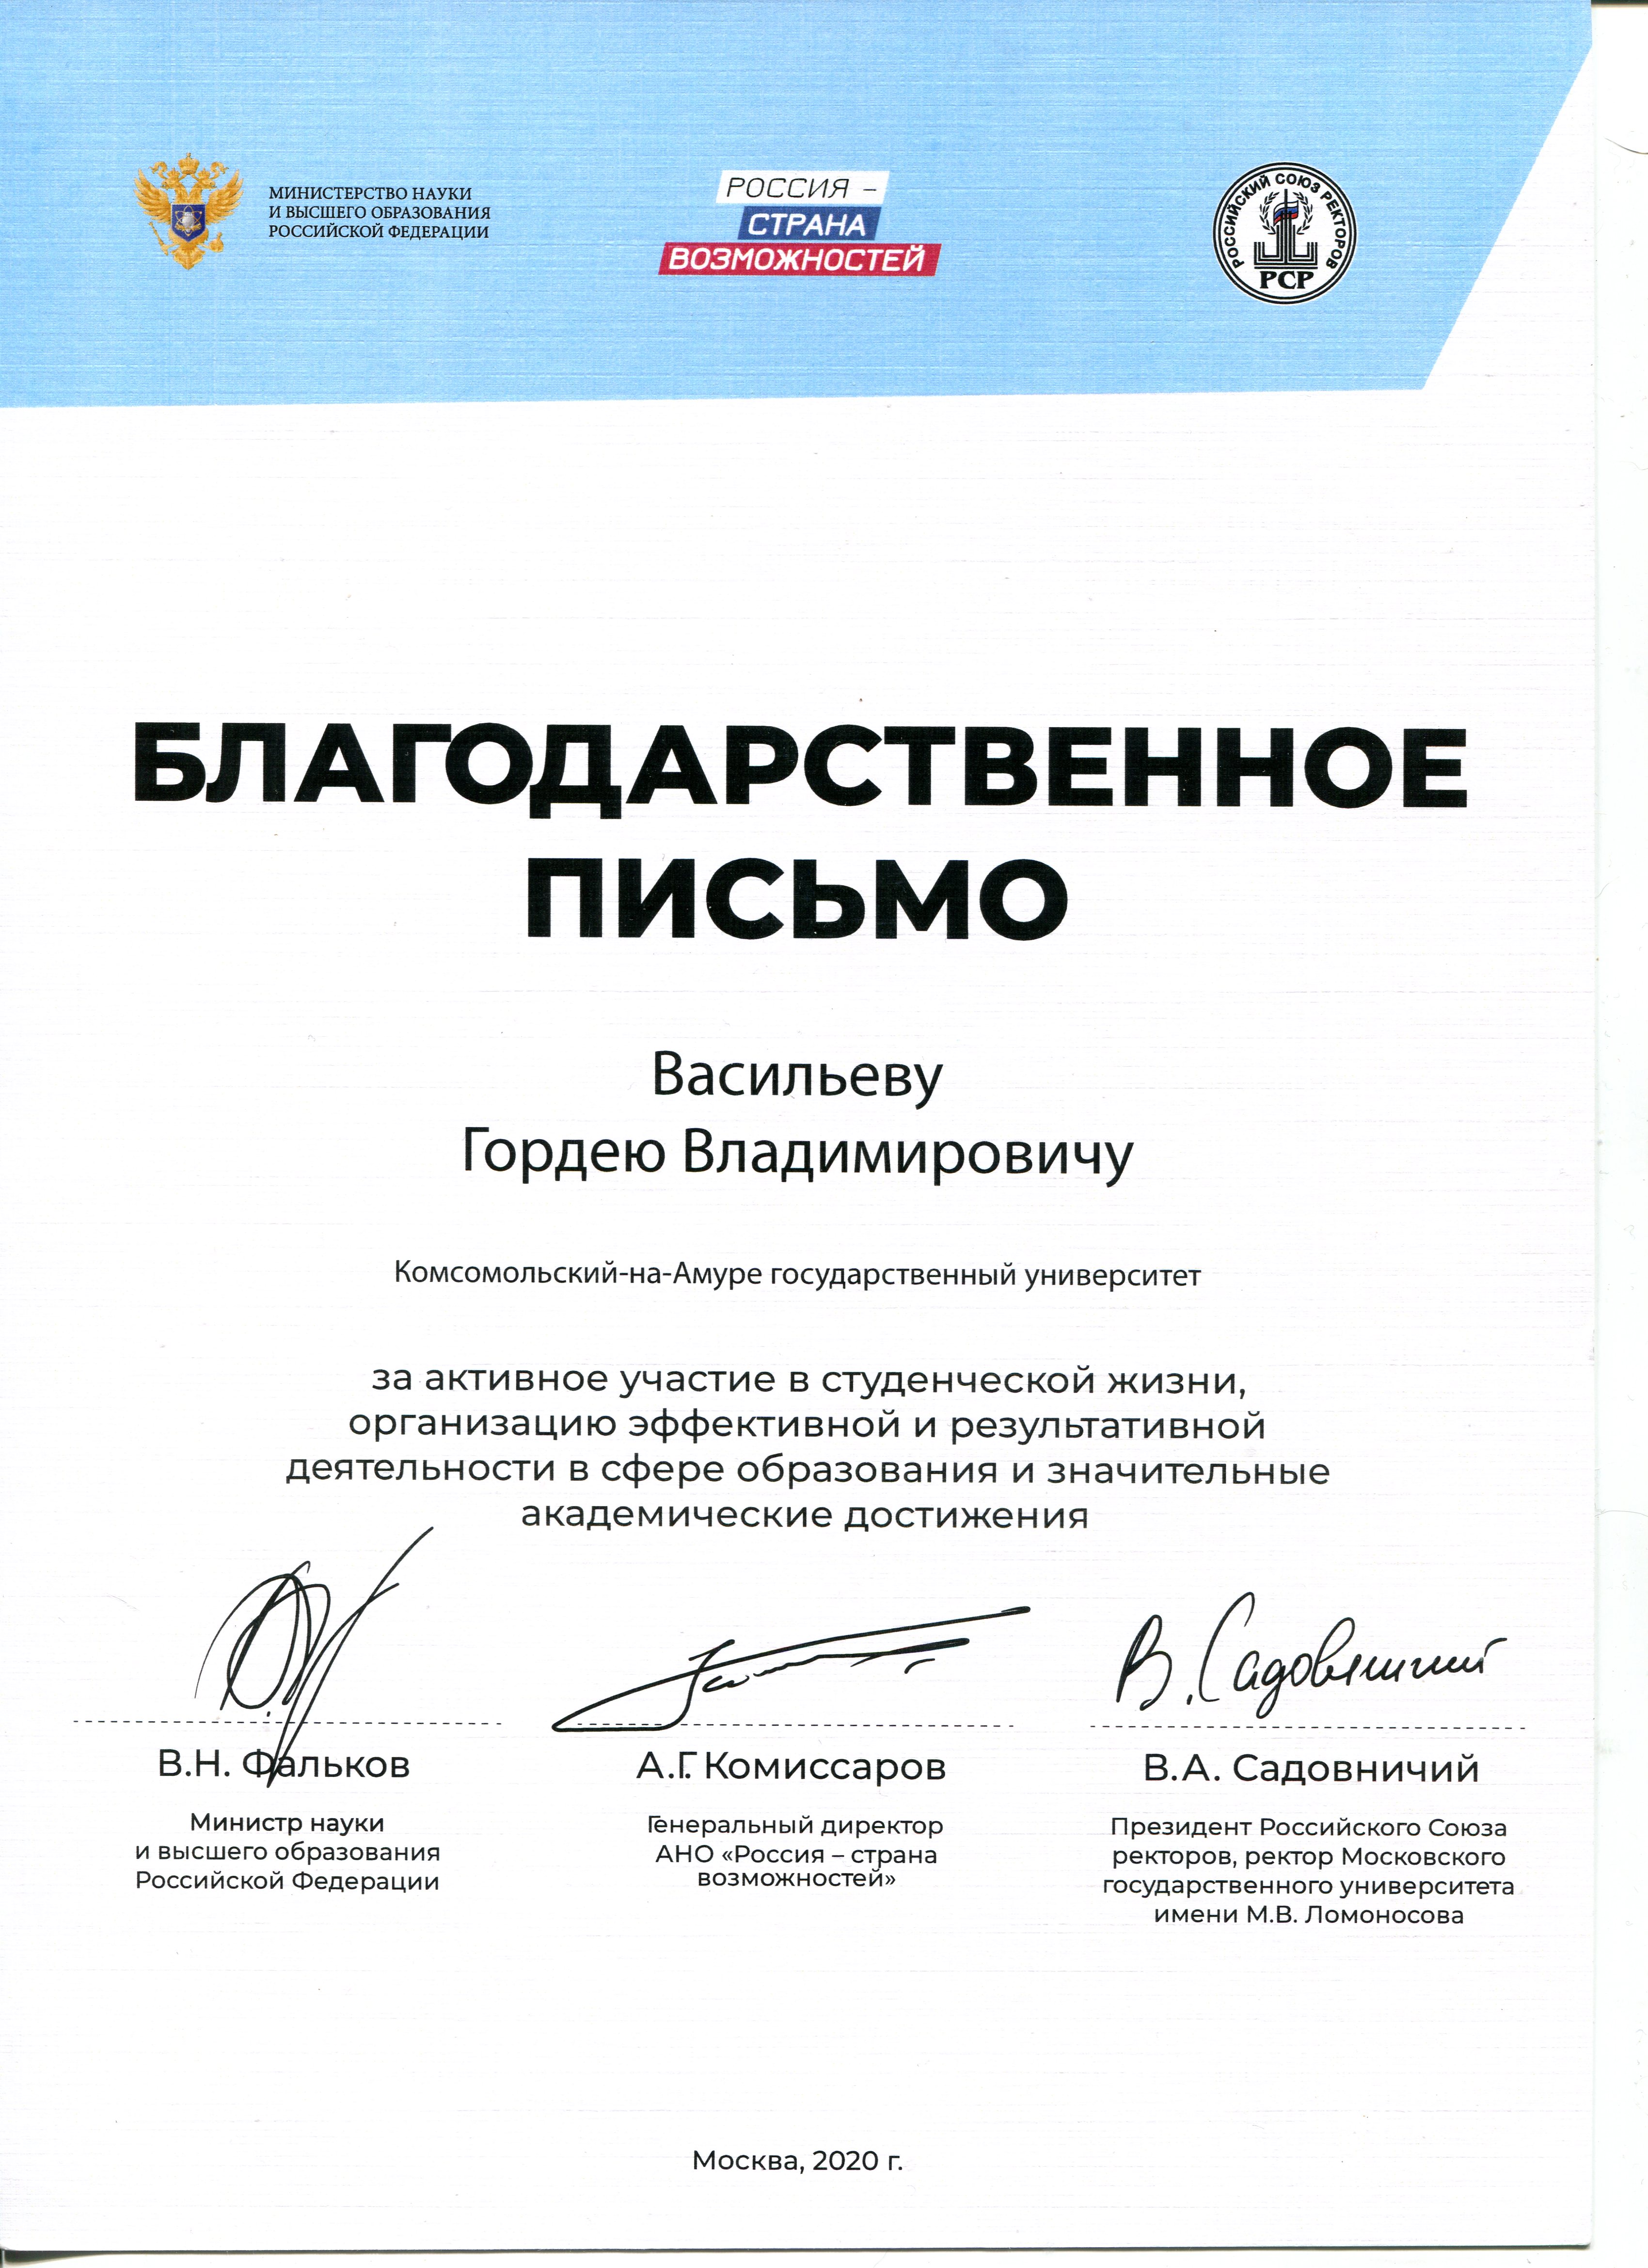 МИНИСТЕРСТВО НАУКИ
И ВЫСШЕГО ОБРАЗОВАНИЯ
РОССИЙСКОЙ ФЕДЕРАЦИИ
РОССИЯ –
СТРАНА
ВОЗМОЖНОСТЕЙ
РОССИЙСКИЙ СОЮЗ РЕКТОРОВ
РСР
БЛАГОДАРСТВЕННОЕ
ПИСЬМО
Васильеву
Гордею Владимировичу
Комсомольский-на-Амуре государственный университет
за активное участие в студенческой жизни,
организацию эффективной и результативной
деятельности в сфере образования и значительные
академические достижения
В. Садовничий
В.Н. Фальков
Министр науки
и высшего образования
Российской Федерации
А.Г. Комиссаров
Генеральный директор
АНО «Россия – страна
возможностей»
В.А. Садовничий
Президент Российского Союза
ректоров, ректор Московского
государственного университета
имени М.В. Ломоносова
Москва, 2020 г.